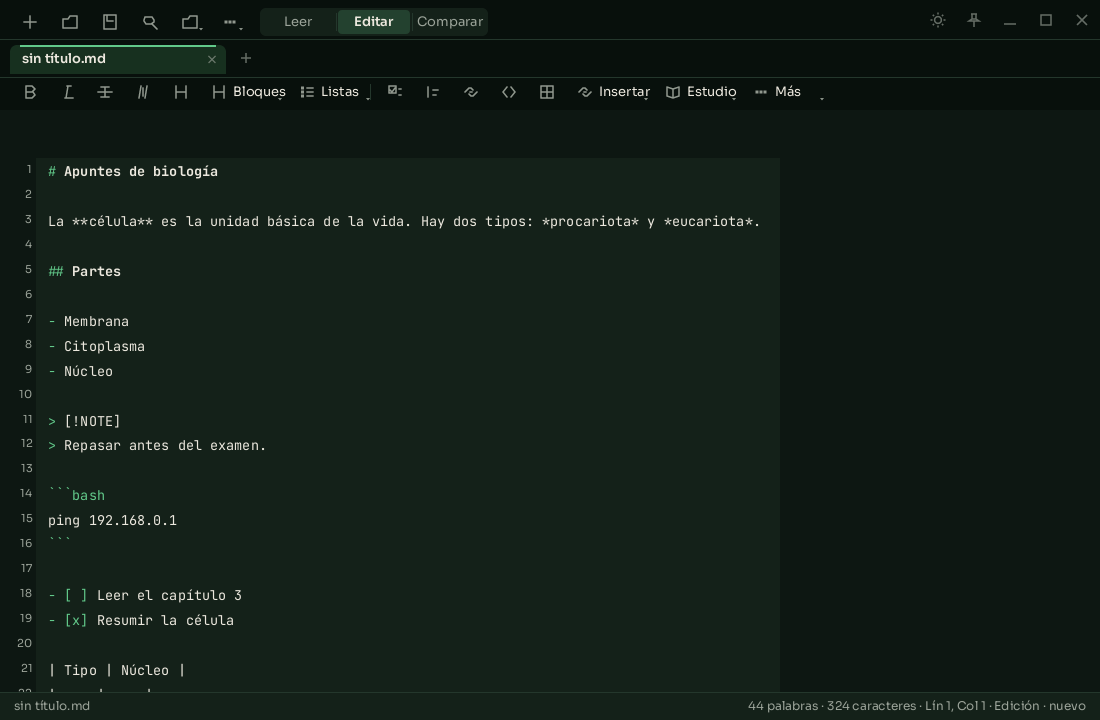 Leer Editar Comparar
sin título.md
Bloques Listas Insertar Estudio Más
1 # Apuntes de biología
2
3 La **célula** es la unidad básica de la vida. Hay dos tipos: *procariota* y *eucariota*.
4
5 ## Partes
6
7 - Membrana
8 - Citoplasma
9 - Núcleo
10
11 > [!NOTE]
12 > Repasar antes del examen.
13
14 ```bash
15 ping 192.168.0.1
16 ```
17
18 - [ ] Leer el capítulo 3
19 - [x] Resumir la célula
20
21 | Tipo | Núcleo |
sin título.md 44 palabras · 324 caracteres · Lín 1, Col 1 · Edición · nuevo